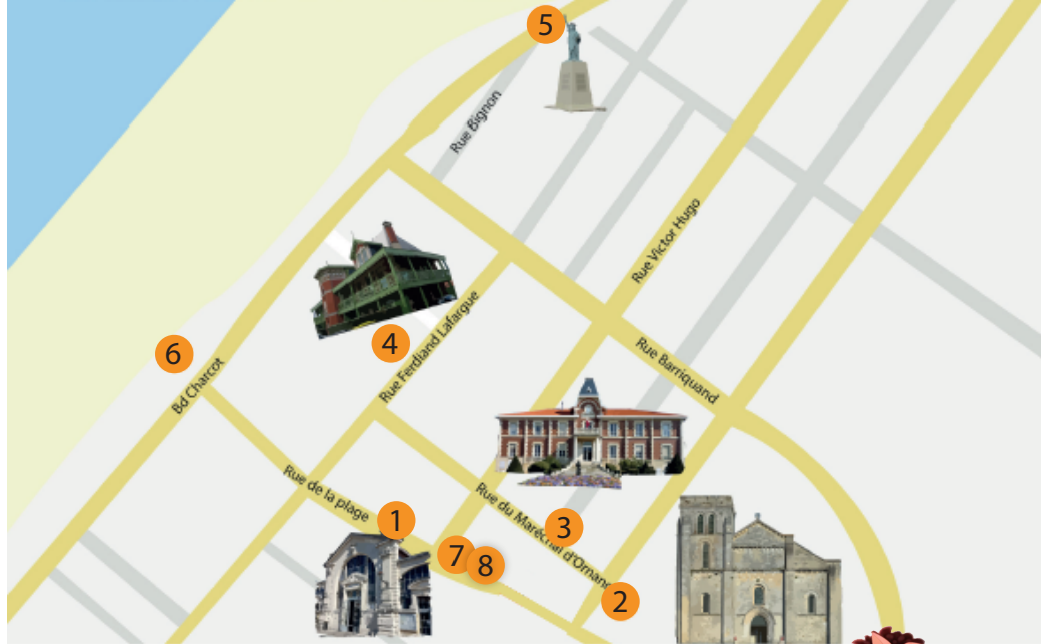 5
Rue Bignon
Rue Victor Hugo
6
4
Bd Charcot
Rue Ferdiand Lafargue
Rue Barriquand
Rue de la plage
1
Rue du Maréchal d'Ornano
3
7
8
2